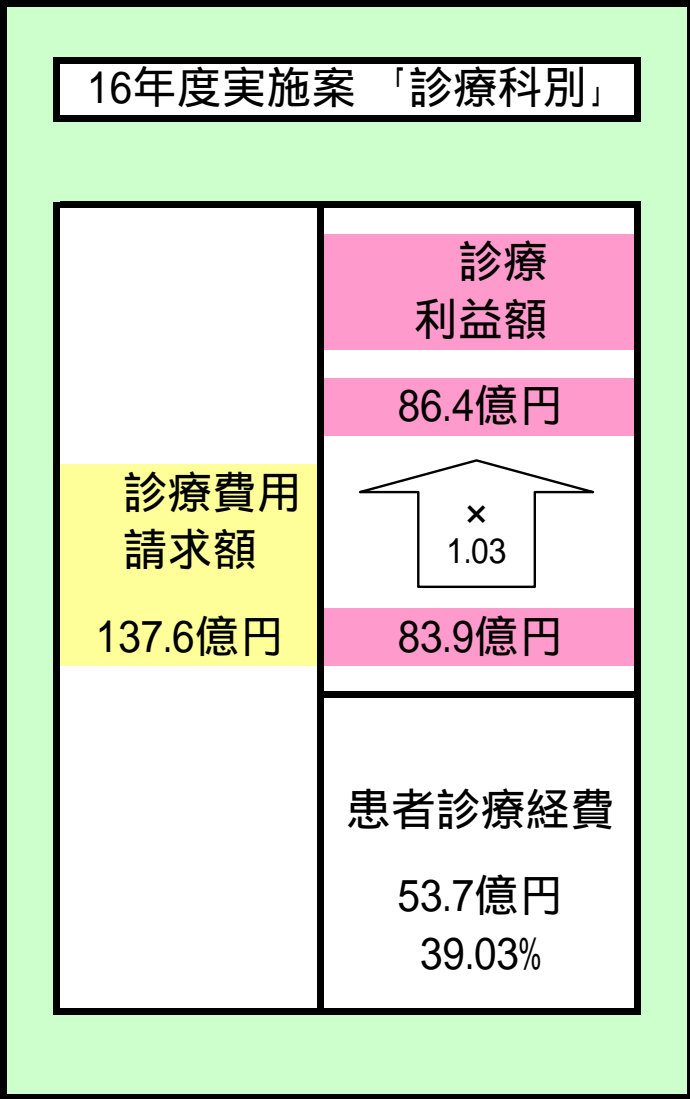 16年度実施案 「診療科別」
診療費用
請求額
137.6億円
診療
利益額
86.4億円
×
1.03
83.9億円
患者診療経費
53.7億円
39.03%